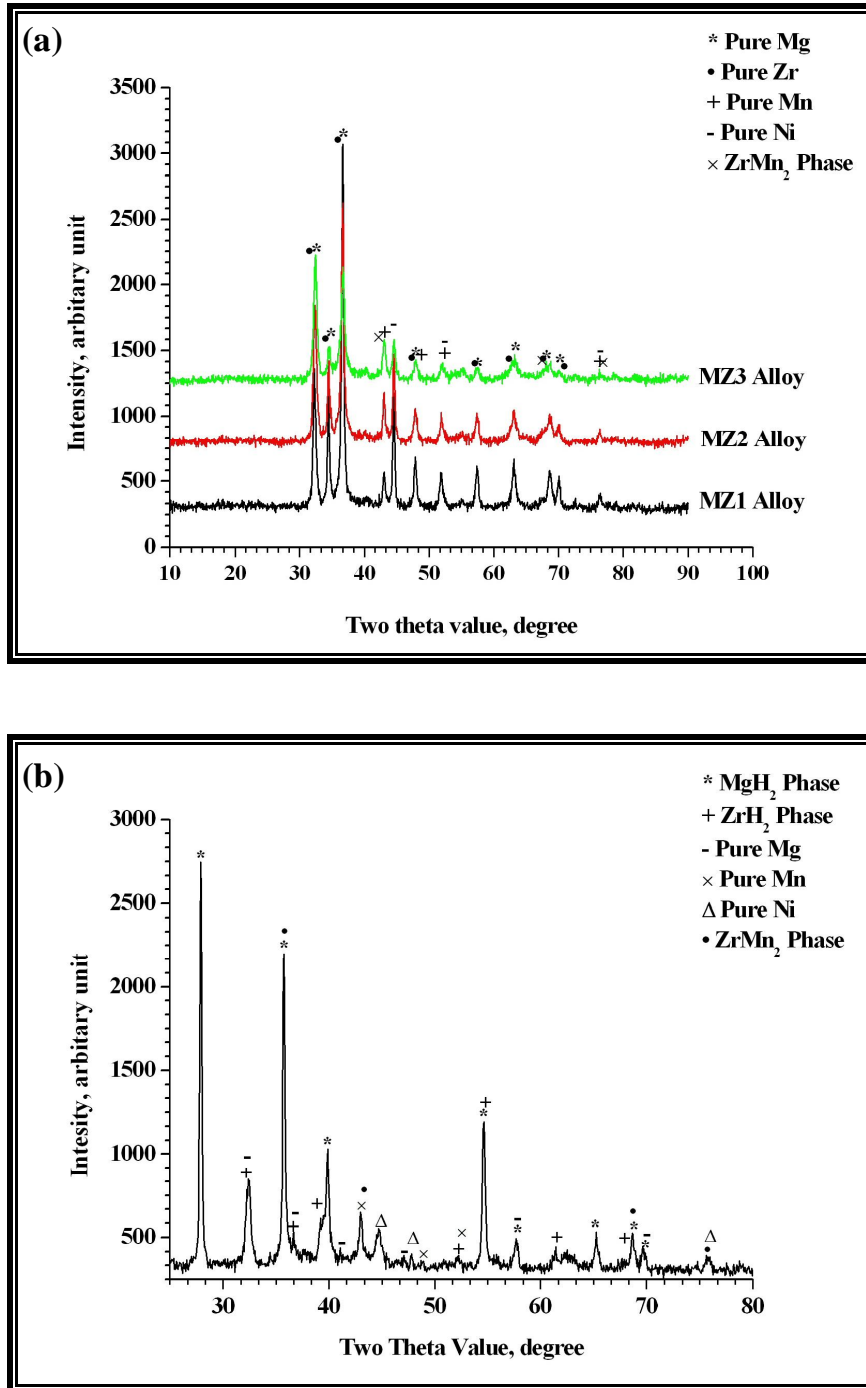 (a)
* Pure Mg
• Pure Zr
+ Pure Mn
- Pure Ni
× ZrMn₂ Phase
3500
3000
2500
2000
1500
1000
500
0
Intensity, arbitary unit
MZ3 Alloy
MZ2 Alloy
MZ1 Alloy
10 20 30 40 50 60 70 80 90 100
Two theta value, degree
(b)
* MgH₂ Phase
+ ZrH₂ Phase
- Pure Mg
× Pure Mn
Δ Pure Ni
• ZrMn₂ Phase
3000
2500
2000
1500
1000
500
Intesity, arbitary unit
30 40 50 60 70 80
Two Theta Value, degree